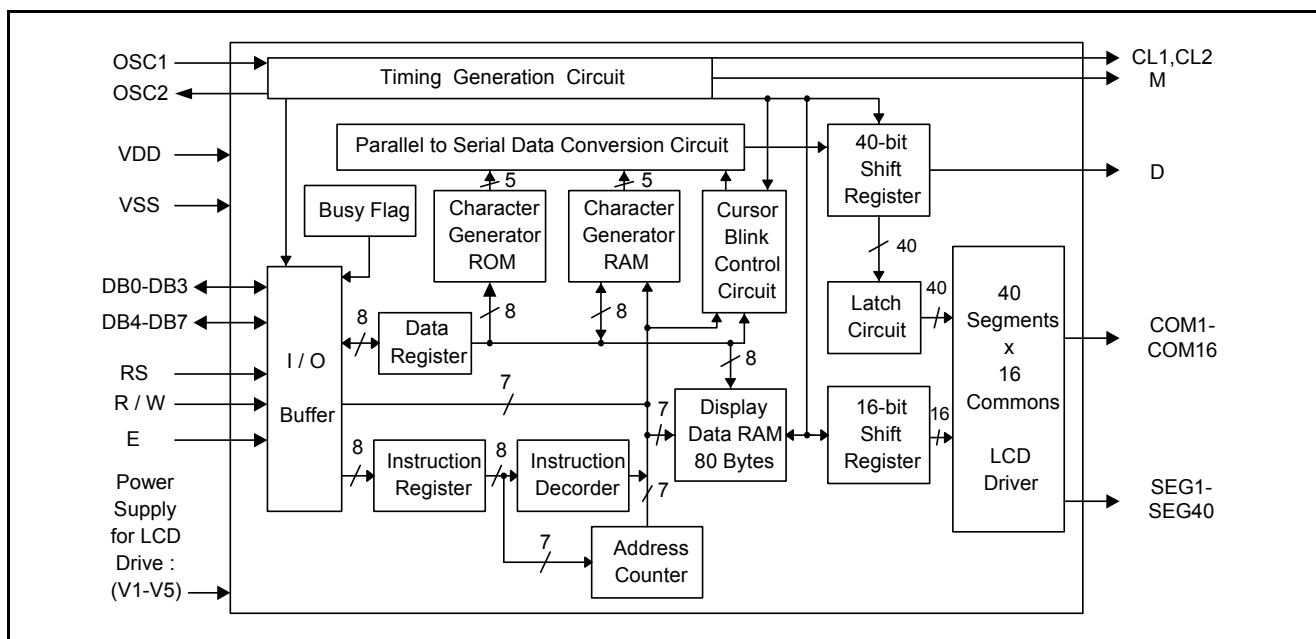 OSC1
OSC2
VDD
VSS
DB0-DB3
DB4-DB7
RS
R / W
E
Power
Supply
for LCD
Drive :
(V1-V5)
Timing Generation Circuit
Parallel to Serial Data Conversion Circuit
5
5
Busy Flag
Character
Generator
ROM
Character
Generator
RAM
Cursor
Blink
Control
Circuit
40-bit
Shift
Register
40
Latch
Circuit
40
8
8
8
Data
Register
8
I / O
Buffer
7
7
Display
Data RAM
80 Bytes
16-bit
Shift
Register
16
8
Instruction
Register
8
Instruction
Decorder
7
7
Address
Counter
40
Segments
x
16
Commons
LCD
Driver
CL1,CL2
M
D
COM1-
COM16
SEG1-
SEG40